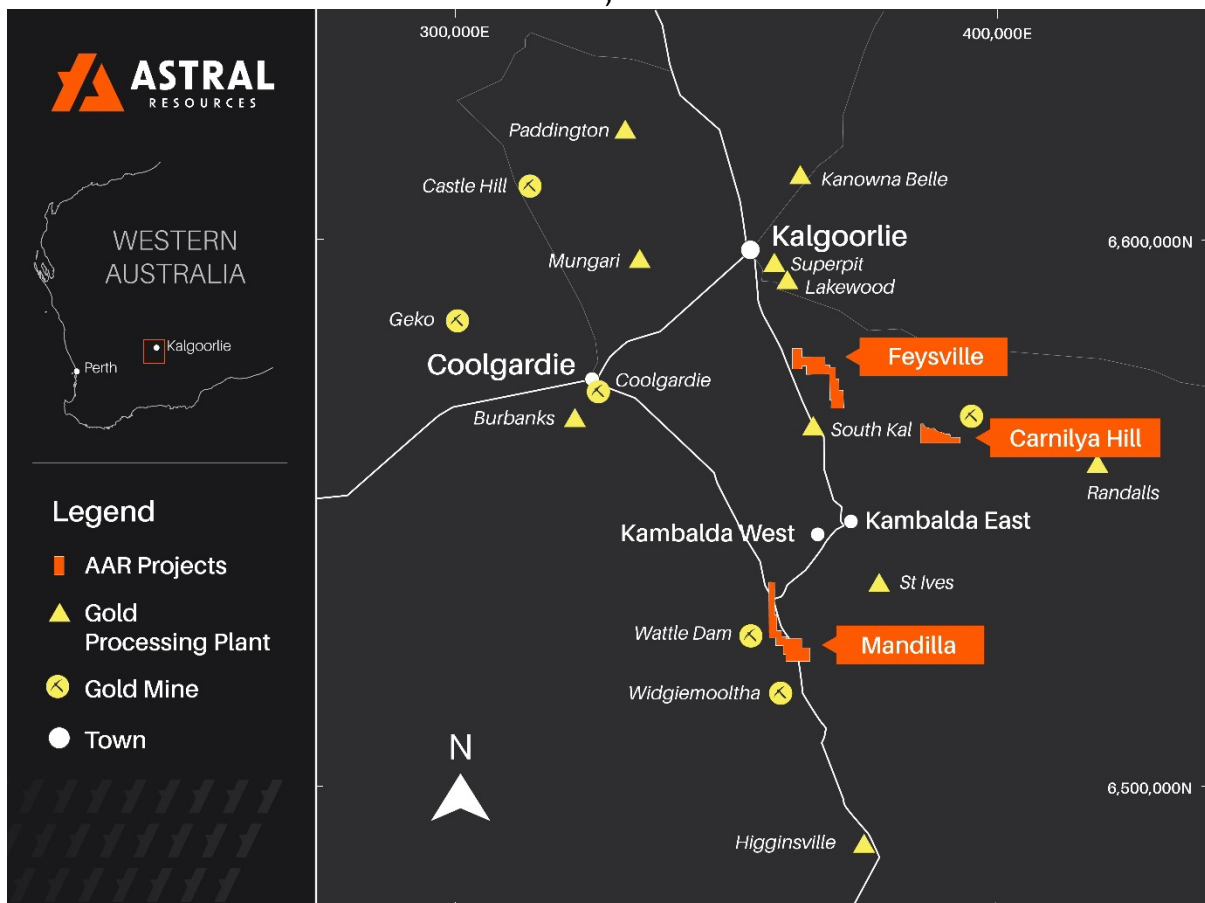 ASTRAL
RESOURCES
WESTERN
AUSTRALIA
Kalgoorlie
Perth
Legend
AAR Projects
Gold
Processing Plant
Gold Mine
Town
300,000E
400,000E
Paddington
Castle Hill
Kanowna Belle
Kalgoorlie
6,600,000N
Mungari
Superpit
Lakewood
Geko
Feysville
Coolgardie
Coolgardie
Burbanks
South Kal
Carnilya Hill
Randalls
Kambalda West
Kambalda East
St Ives
Wattle Dam
Mandilla
Widgiemooltha
N
6,500,000N
Higginsville